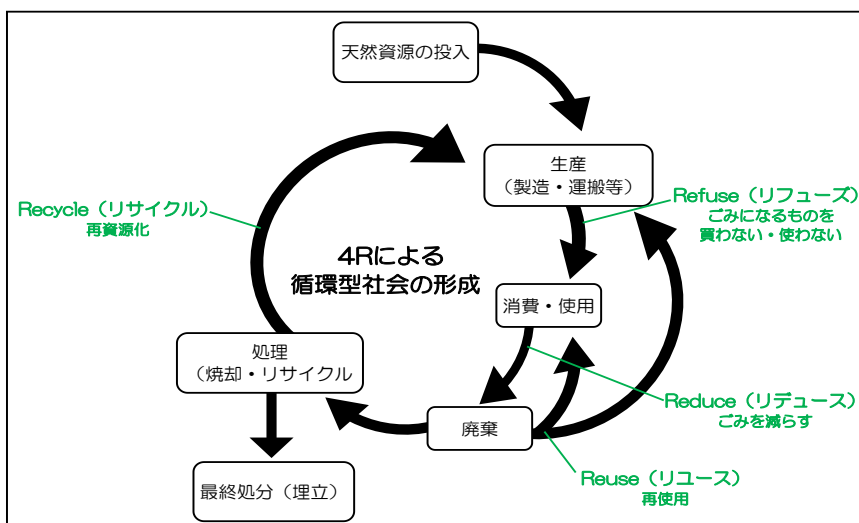 天然資源の投入
生産
（製造・運搬等）
Recycle（リサイクル）
再資源化
Refuse（リフューズ）
ごみになるものを
買わない・使わない
4Rによる
循環型社会の形成
消費・使用
処理
（焼却・リサイクル
Reduce（リデュース）
ごみを減らす
廃棄
Reuse（リユース）
再使用
最終処分（埋立）